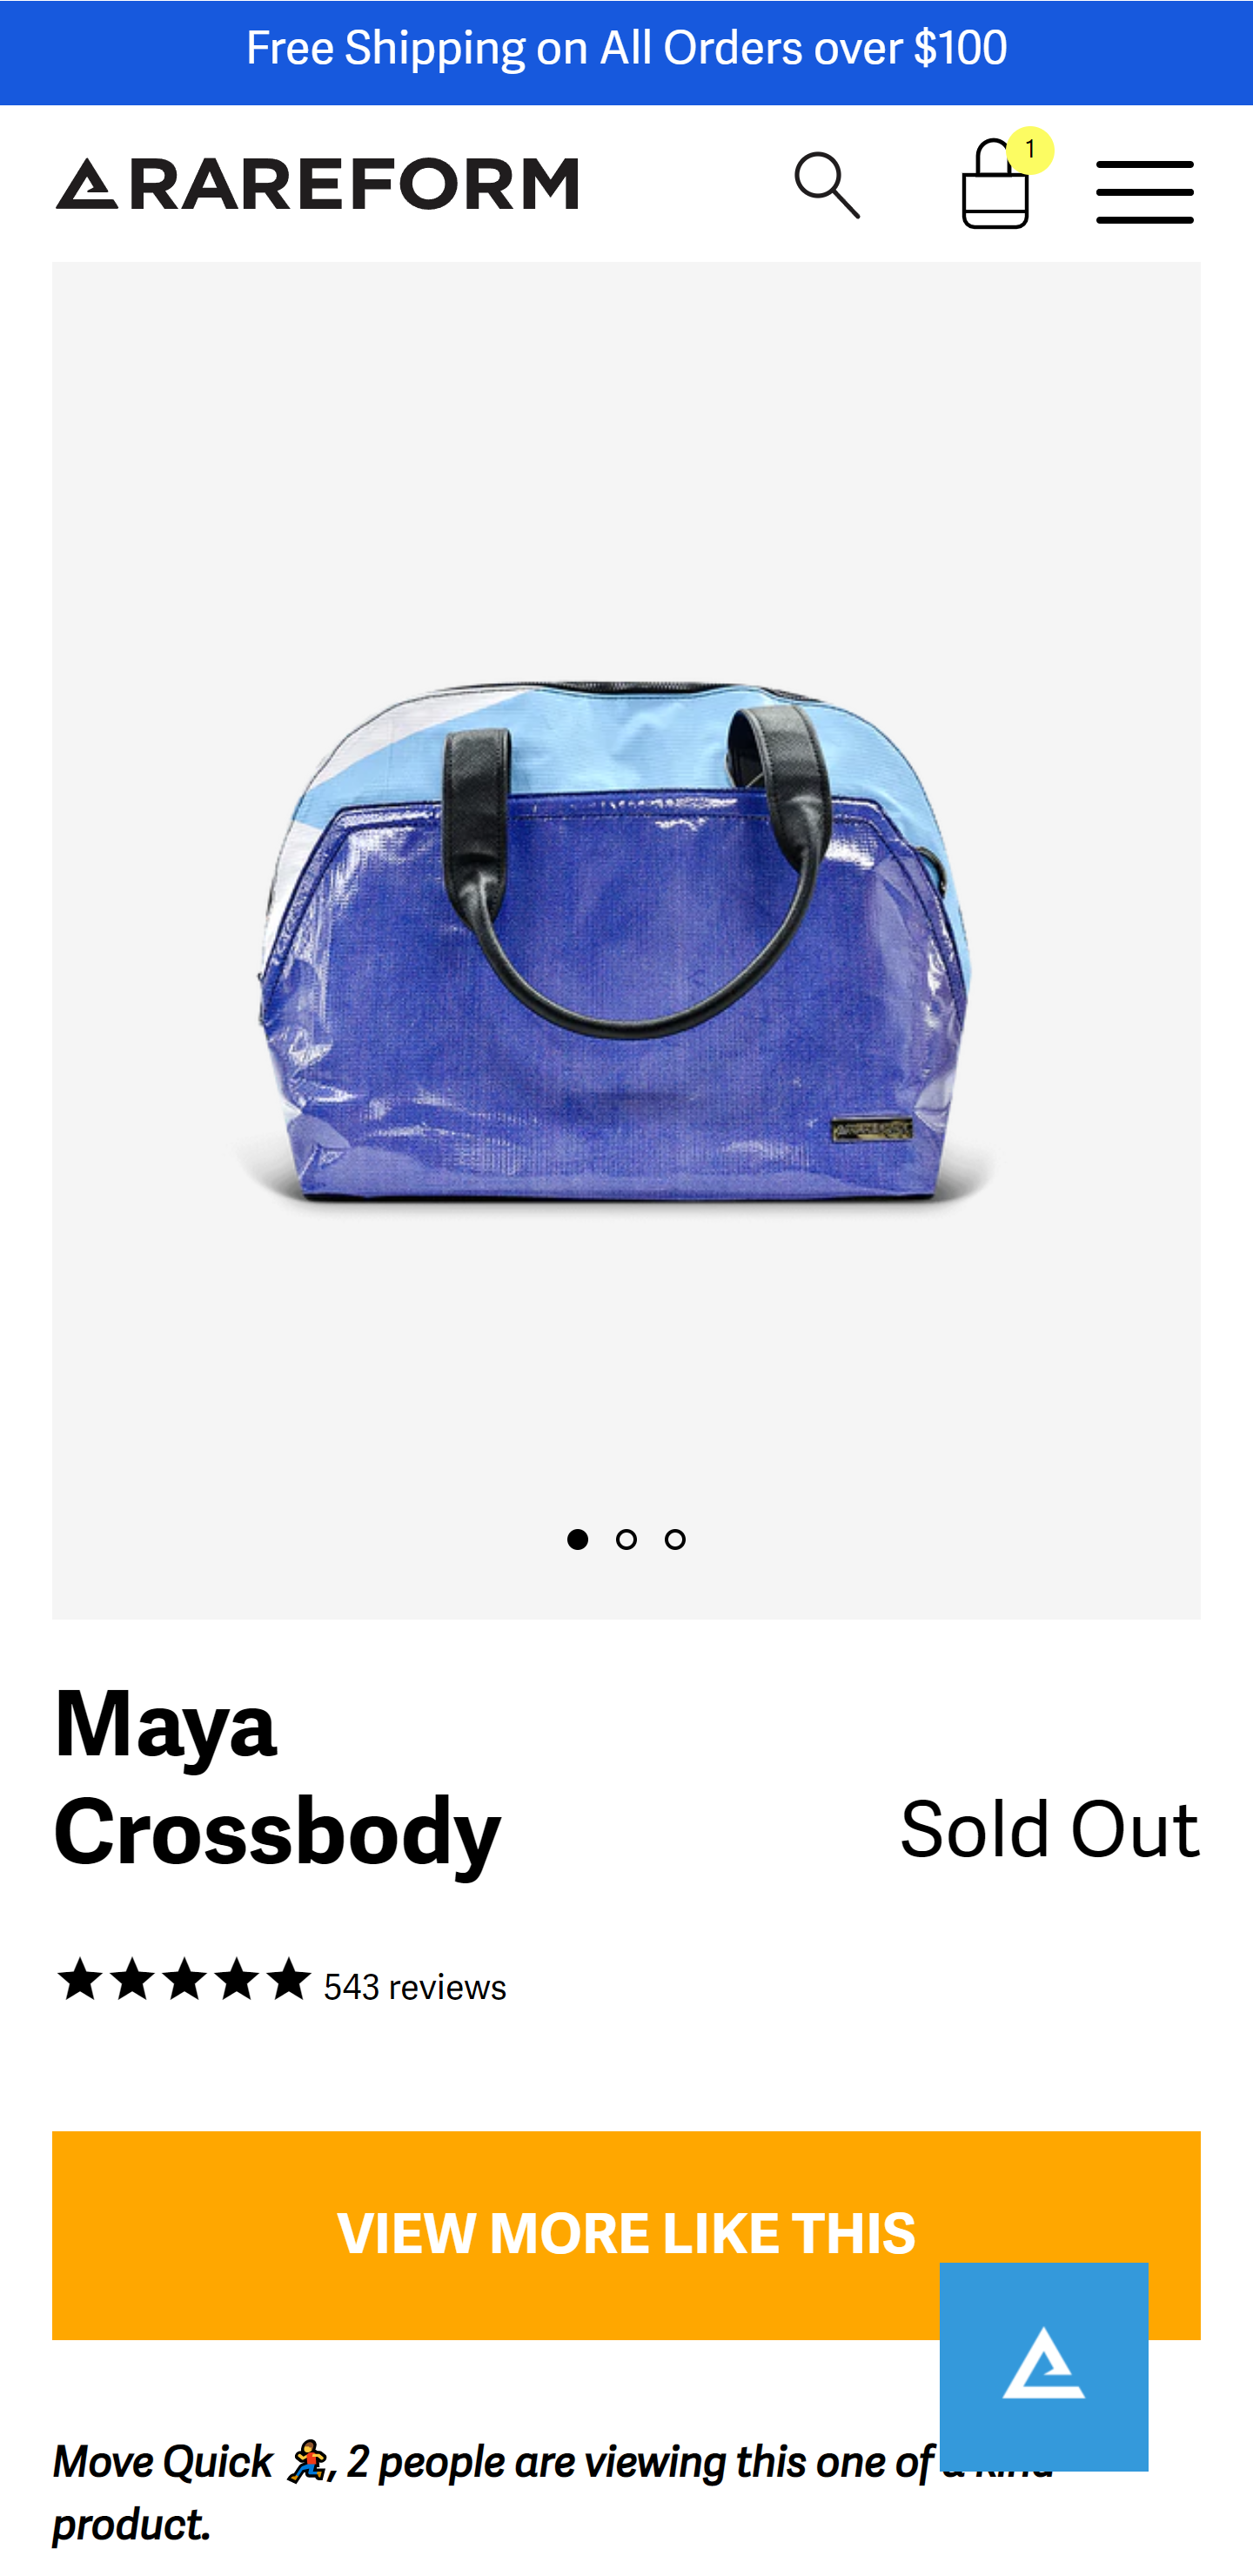 Free Shipping on All Orders over $100
RAREFORM
1
Maya
Crossbody
Sold Out
543 reviews
VIEW MORE LIKE THIS
Move Quick 🏃, 2 people are viewing this one of a kind
product.